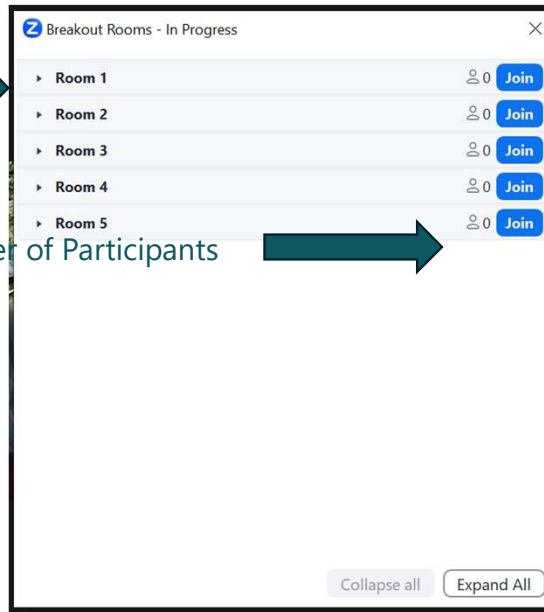 Breakout Rooms - In Progress
Room 1 0 Join
Room 2 0 Join
Room 3 0 Join
Room 4 0 Join
Room 5 0 Join
of Participants
Collapse all Expand All